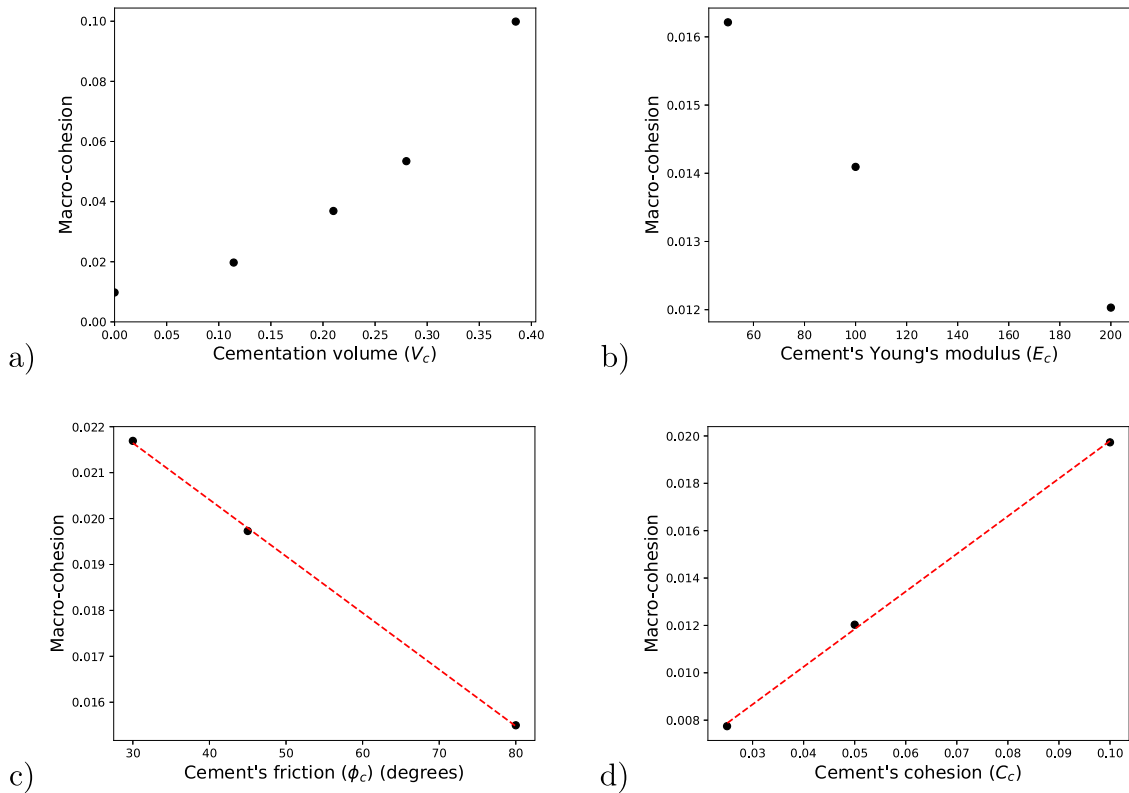 0.10
0.08
0.06
0.04
0.02
0.00
Macro-cohesion
0.00 0.05 0.10 0.15 0.20 0.25 0.30 0.35 0.40
Cementation volume (V_c)
a)
0.016
0.015
0.014
0.013
0.012
Macro-cohesion
60 80 100 120 140 160 180 200
Cement's Young's modulus (E_c)
b)
0.022
0.021
0.020
0.019
0.018
0.017
0.016
Macro-cohesion
30 40 50 60 70 80
Cement's friction (ϕ_c) (degrees)
c)
0.020
0.018
0.016
0.014
0.012
0.010
0.008
Macro-cohesion
0.03 0.04 0.05 0.06 0.07 0.08 0.09 0.10
Cement's cohesion (C_c)
d)